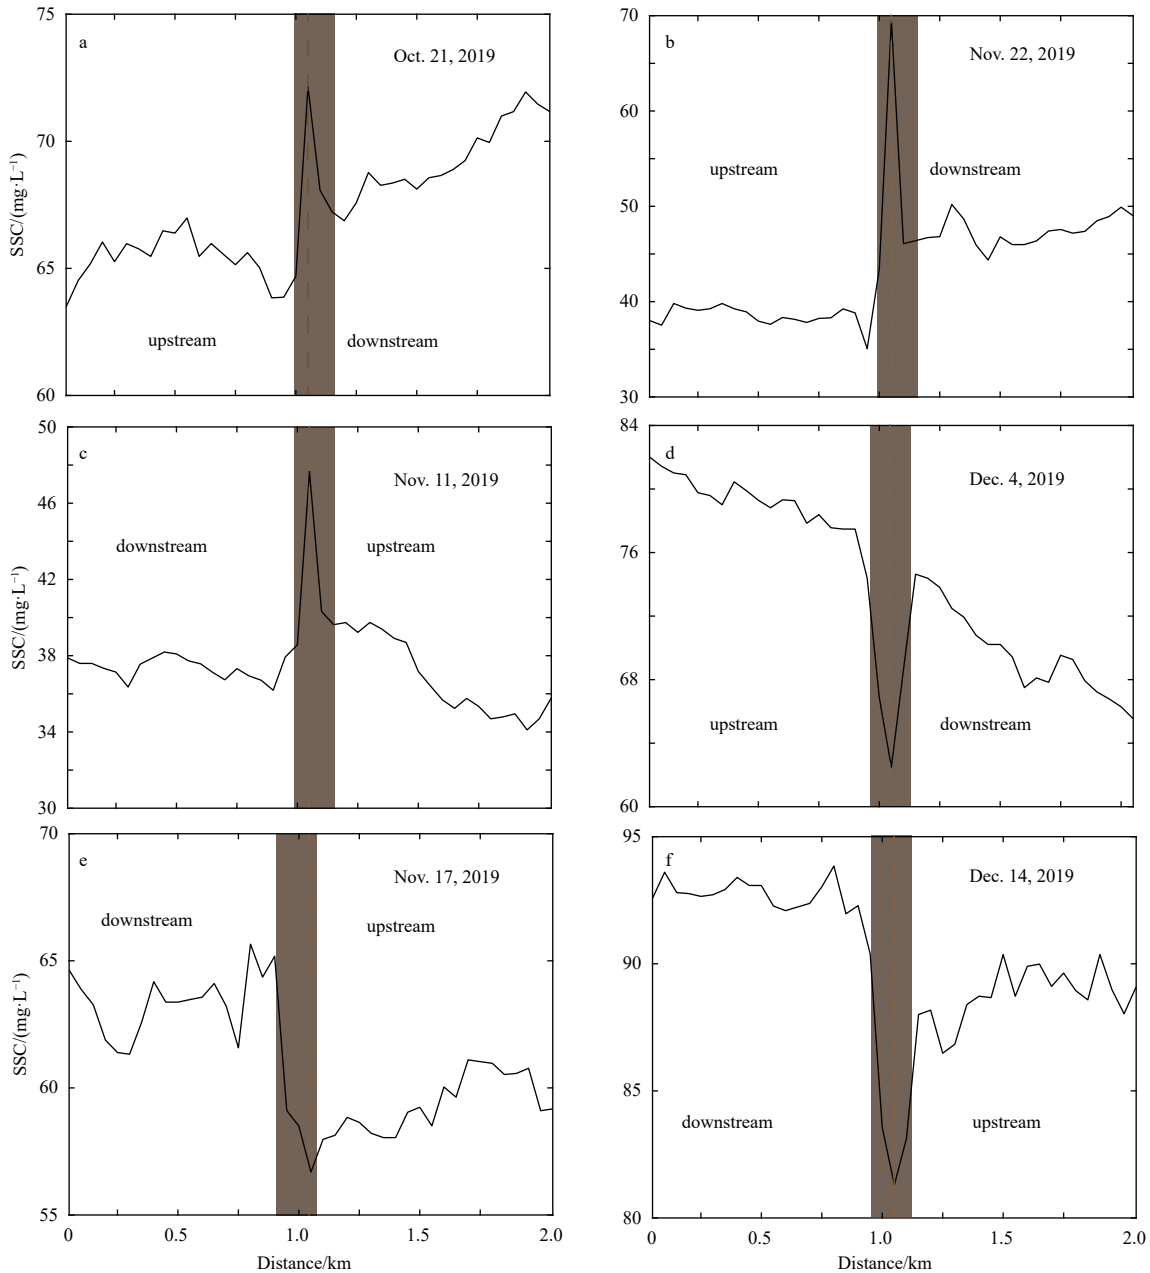 75
70
65
60
SSC/(mg·L⁻¹)
a
Oct. 21, 2019
upstream
downstream
70
60
50
40
30
b
Nov. 22, 2019
upstream
downstream
50
46
42
38
34
30
SSC/(mg·L⁻¹)
c
Nov. 11, 2019
downstream
upstream
84
76
68
60
d
Dec. 4, 2019
upstream
downstream
70
65
60
55
SSC/(mg·L⁻¹)
e
Nov. 17, 2019
downstream
upstream
0 0.5 1.0 1.5 2.0
Distance/km
95
90
85
80
f
Dec. 14, 2019
downstream
upstream
0 0.5 1.0 1.5 2.0
Distance/km